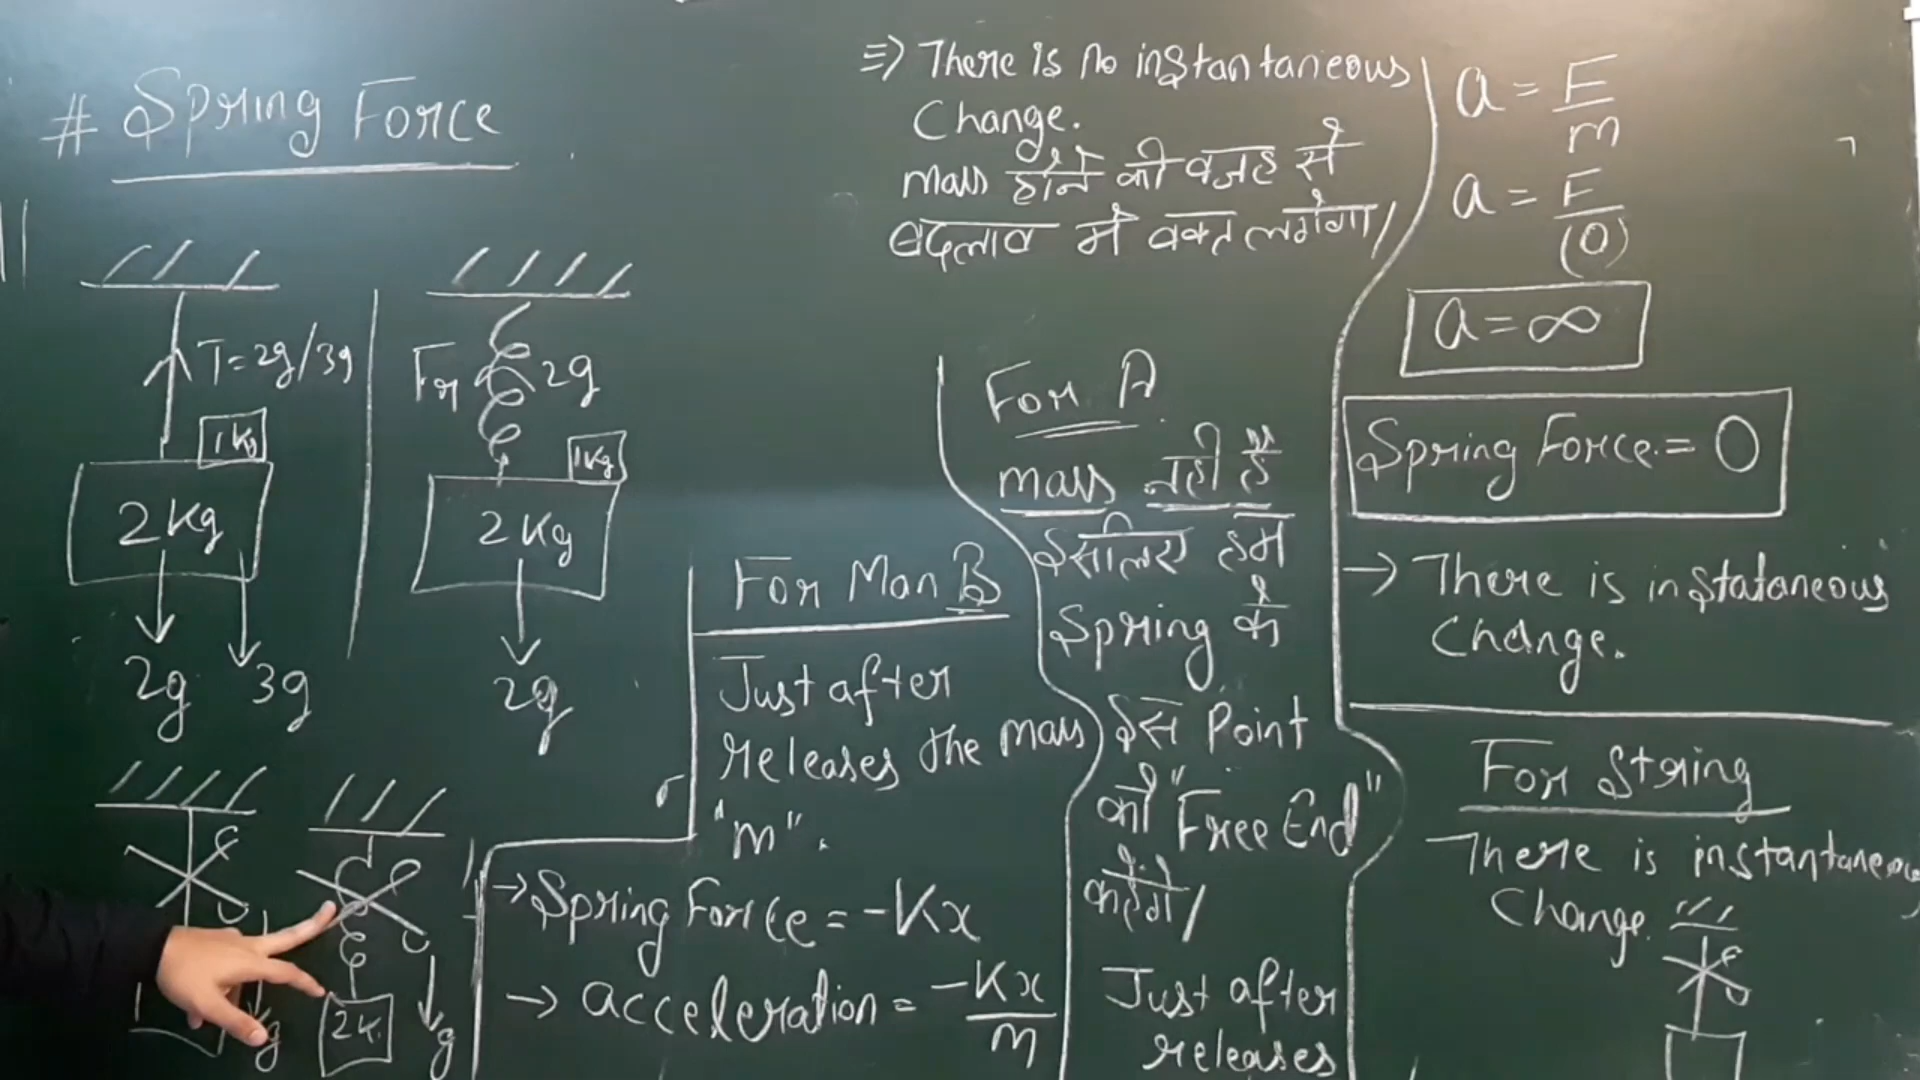 # Spring Force
T=2g/3g
1Kg
2Kg
2g
3g
Fr
2g
1Kg
2Kg
2g
g
2K
g
For Man B
Just after
releases the mass
"m".
→ Spring Force = -Kx
→ acceleration = -Kx/m
⇒ There is no instantaneous
Change.
mass होने की वजह से
बदलाव में वक्त लगेगा।
For A
mass नहीं है
इसलिए हम
Spring के
इस Point
को "Free End"
कहेंगे।
Just after
releases
a = F/m
a = F/(0)
a = ∞
Spring Force = 0
→ There is instataneous
Change.
For String
There is instantaneou
Change.